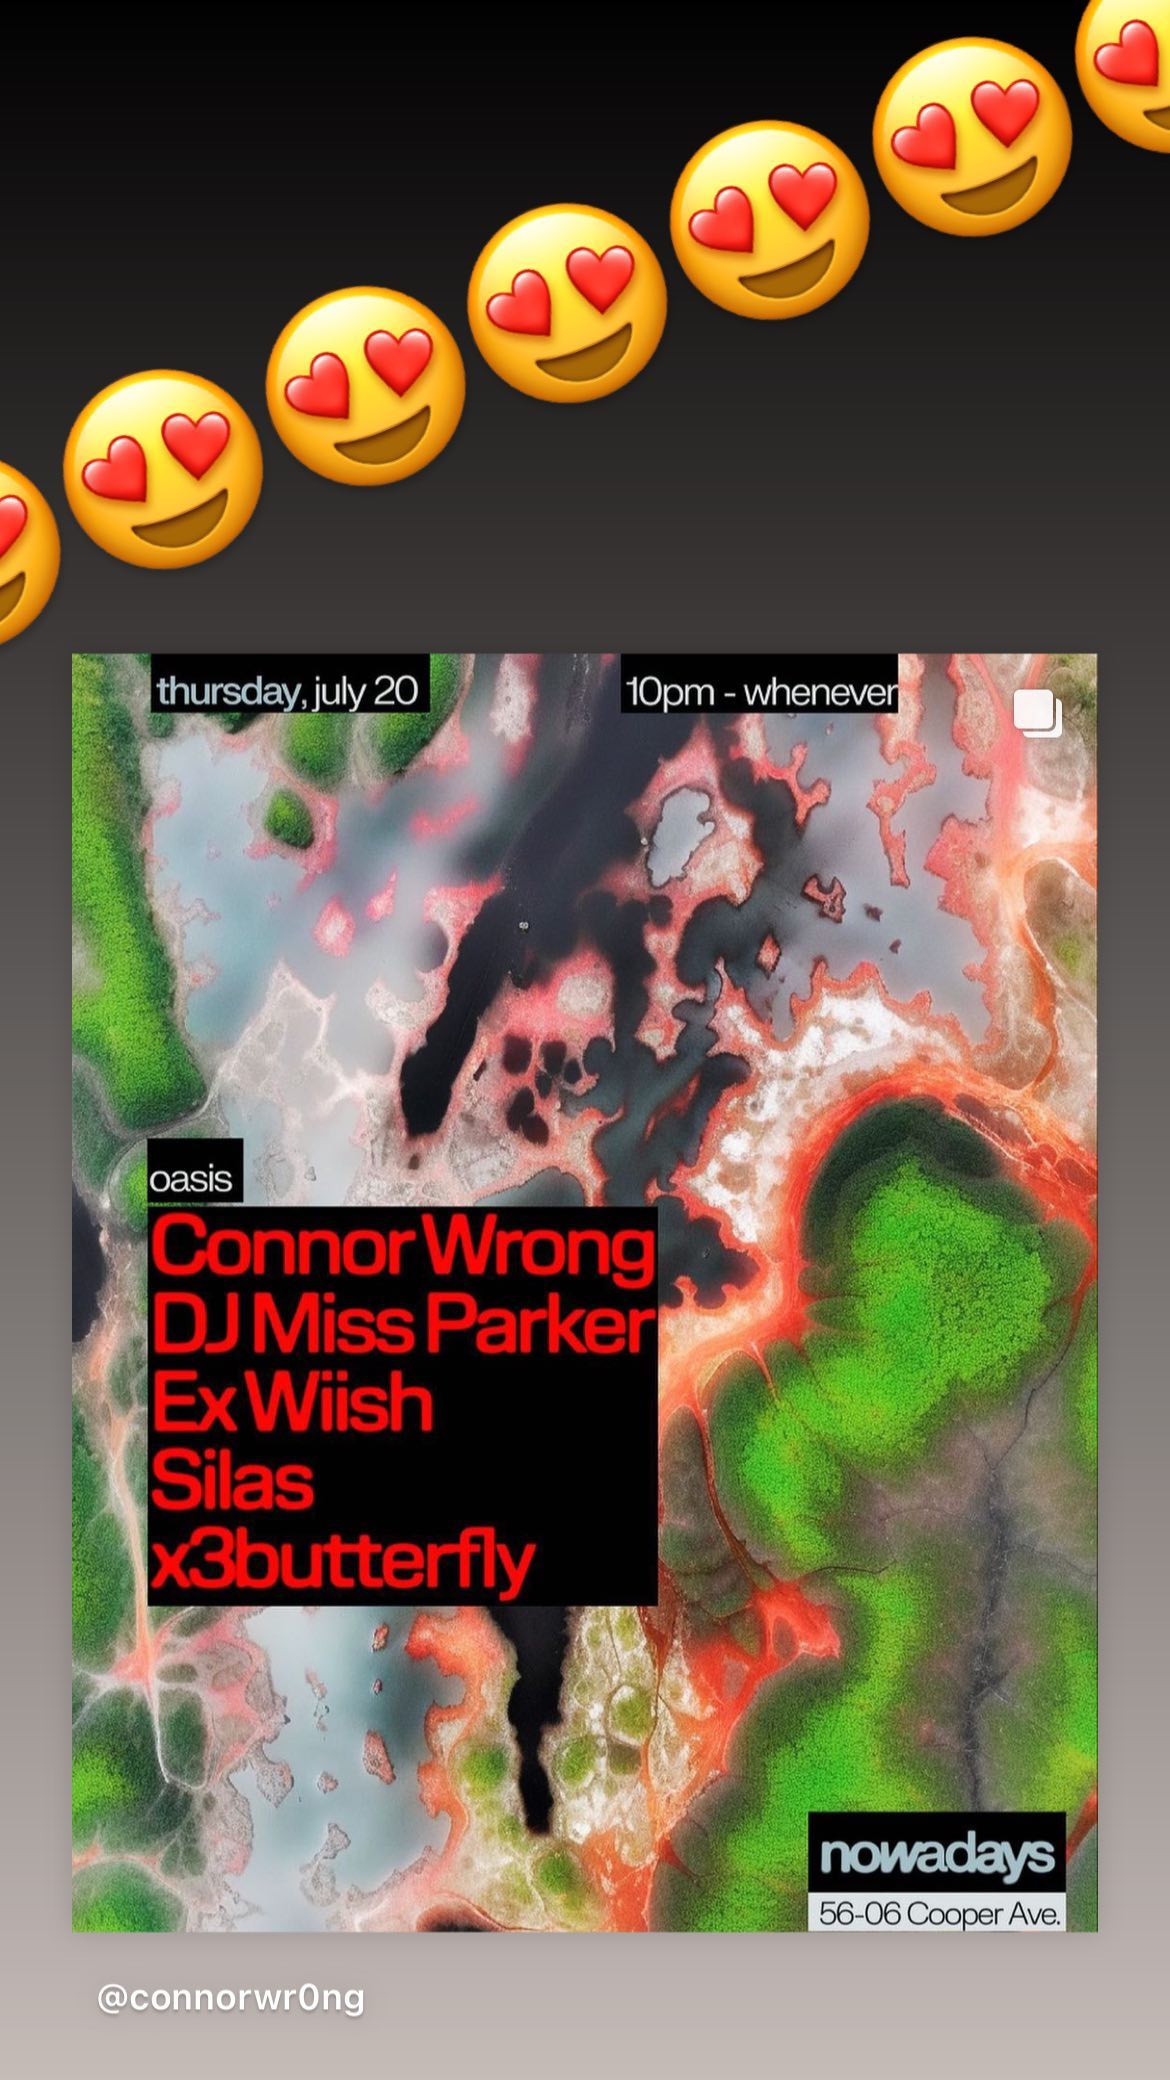 thursday, july 20
10pm - whenever
oasis
Connor Wrong
DJ Miss Parker
Ex Wiish
Silas
x3butterfly
nowadays
56-06 Cooper Ave.
@connorwr0ng